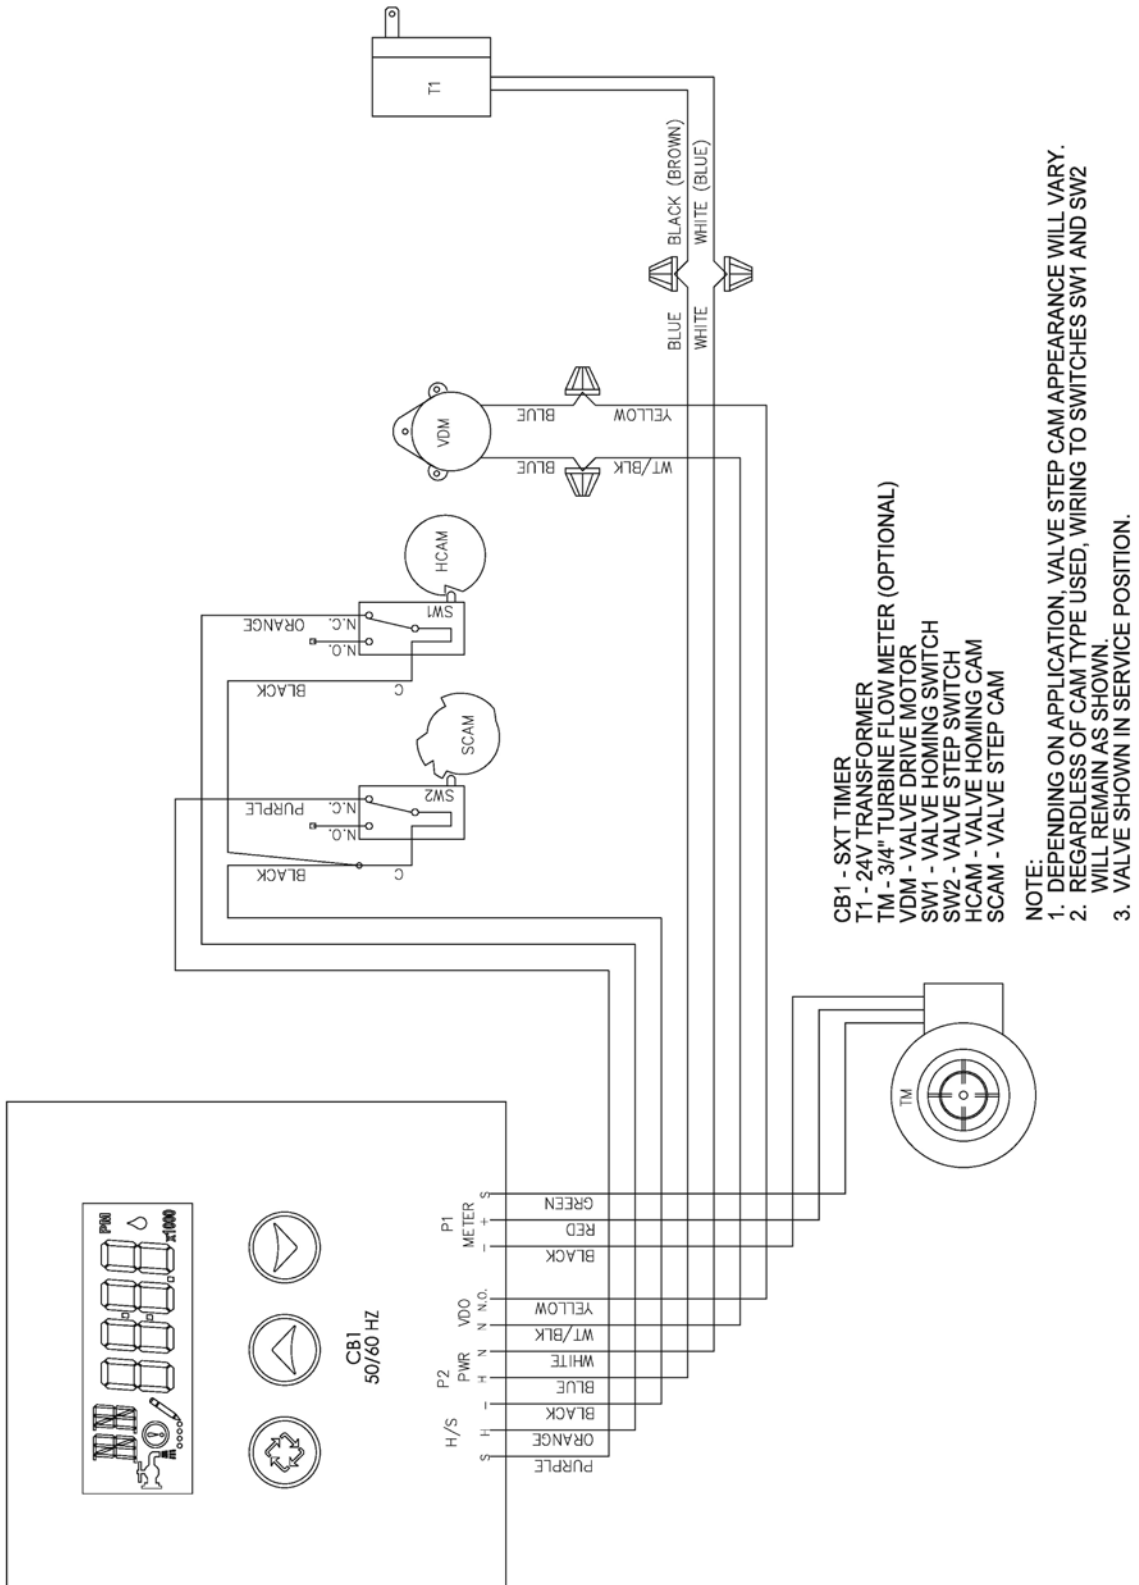 T1
BLACK (BROWN)
WHITE (BLUE)
BLUE
WHITE
VDM
BLUE
YELLOW
BLUE
WT/BLK
HCAM
SW1
ORANGE
N.C.
N.O.
BLACK
C
SCAM
SW2
PURPLE
N.C.
N.O.
BLACK
C
PM
x1000
CB1
50/60 HZ
P1
METER
S
+
-
GREEN
RED
BLACK
VDO
N.O.
N
YELLOW
WT/BLK
P2
PWR
N
H
WHITE
BLUE
H/S
-
H
S
BLACK
ORANGE
PURPLE
TM
CB1 - SXT TIMER
T1 - 24V TRANSFORMER
TM - 3/4" TURBINE FLOW METER (OPTIONAL)
VDM - VALVE DRIVE MOTOR
SW1 - VALVE HOMING SWITCH
SW2 - VALVE STEP SWITCH
HCAM - VALVE HOMING CAM
SCAM - VALVE STEP CAM
NOTE:
1. DEPENDING ON APPLICATION, VALVE STEP CAM APPEARANCE WILL VARY.
2. REGARDLESS OF CAM TYPE USED, WIRING TO SWITCHES SW1 AND SW2
WILL REMAIN AS SHOWN.
3. VALVE SHOWN IN SERVICE POSITION.